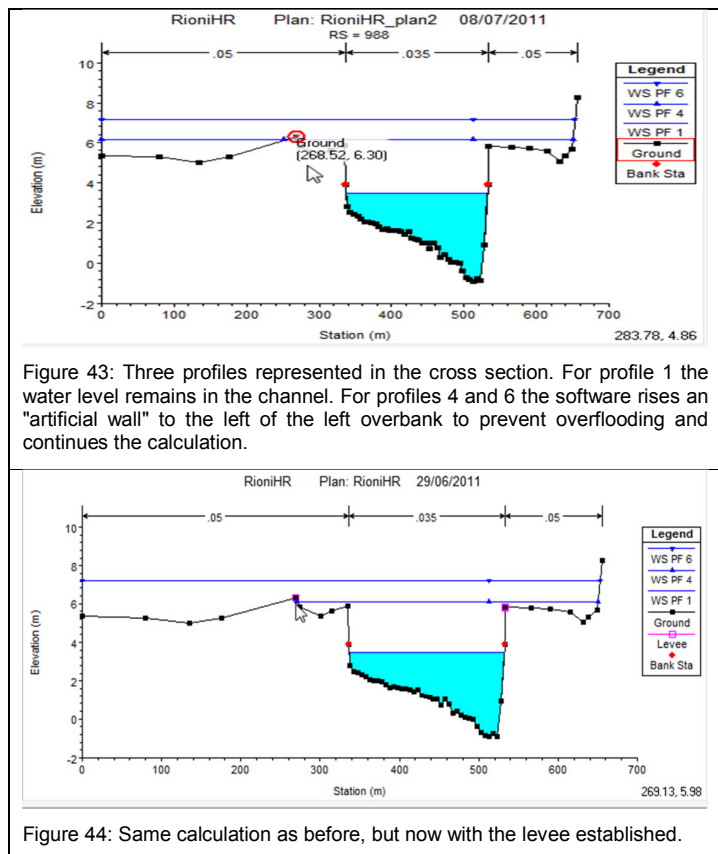 RioniHR Plan: RioniHR_plan2 08/07/2011
RS = 988
.05 .035 .05
10
8
6
4
2
0
-2
Elevation (m)
Ground
(268.52, 6.30)
0 100 200 300 400 500 600 700
Station (m)
283.78, 4.86
Legend
WS PF 6
WS PF 4
WS PF 1
Ground
Bank Sta
Figure 43: Three profiles represented in the cross section. For profile 1 the
water level remains in the channel. For profiles 4 and 6 the software rises an
"artificial wall" to the left of the left overbank to prevent overflooding and
continues the calculation.
RioniHR Plan: RioniHR 29/06/2011
.05 .035 .05
10
8
6
4
2
0
-2
Elevation (m)
0 100 200 300 400 500 600 700
Station (m)
269.13, 5.98
Legend
WS PF 6
WS PF 4
WS PF 1
Ground
Levee
Bank Sta
Figure 44: Same calculation as before, but now with the levee established.